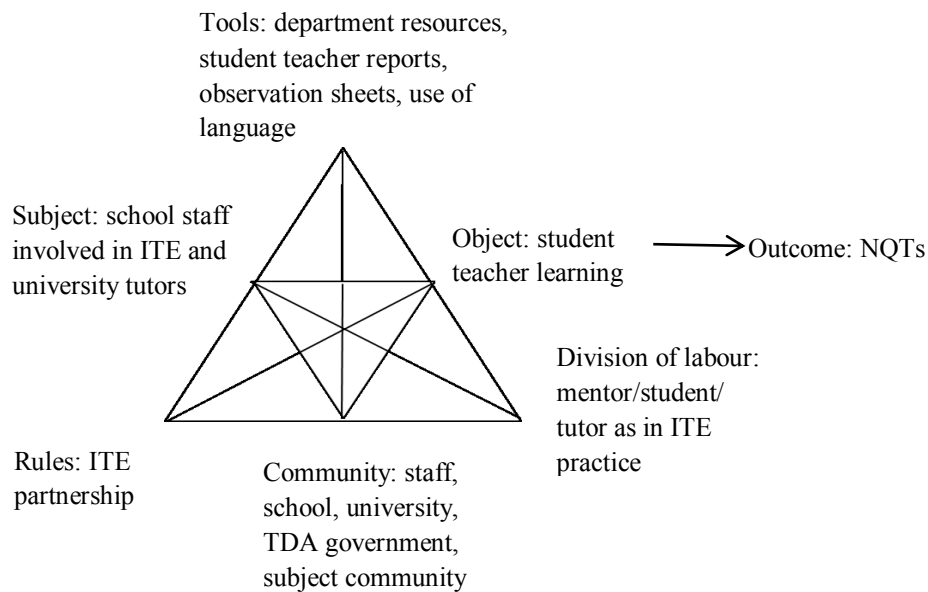 Tools: department resources,
student teacher reports,
observation sheets, use of
language
Subject: school staff
involved in ITE and
university tutors
Object: student
teacher learning
Outcome: NQTs
Division of labour:
mentor/student/
tutor as in ITE
practice
Rules: ITE
partnership
Community: staff,
school, university,
TDA government,
subject community